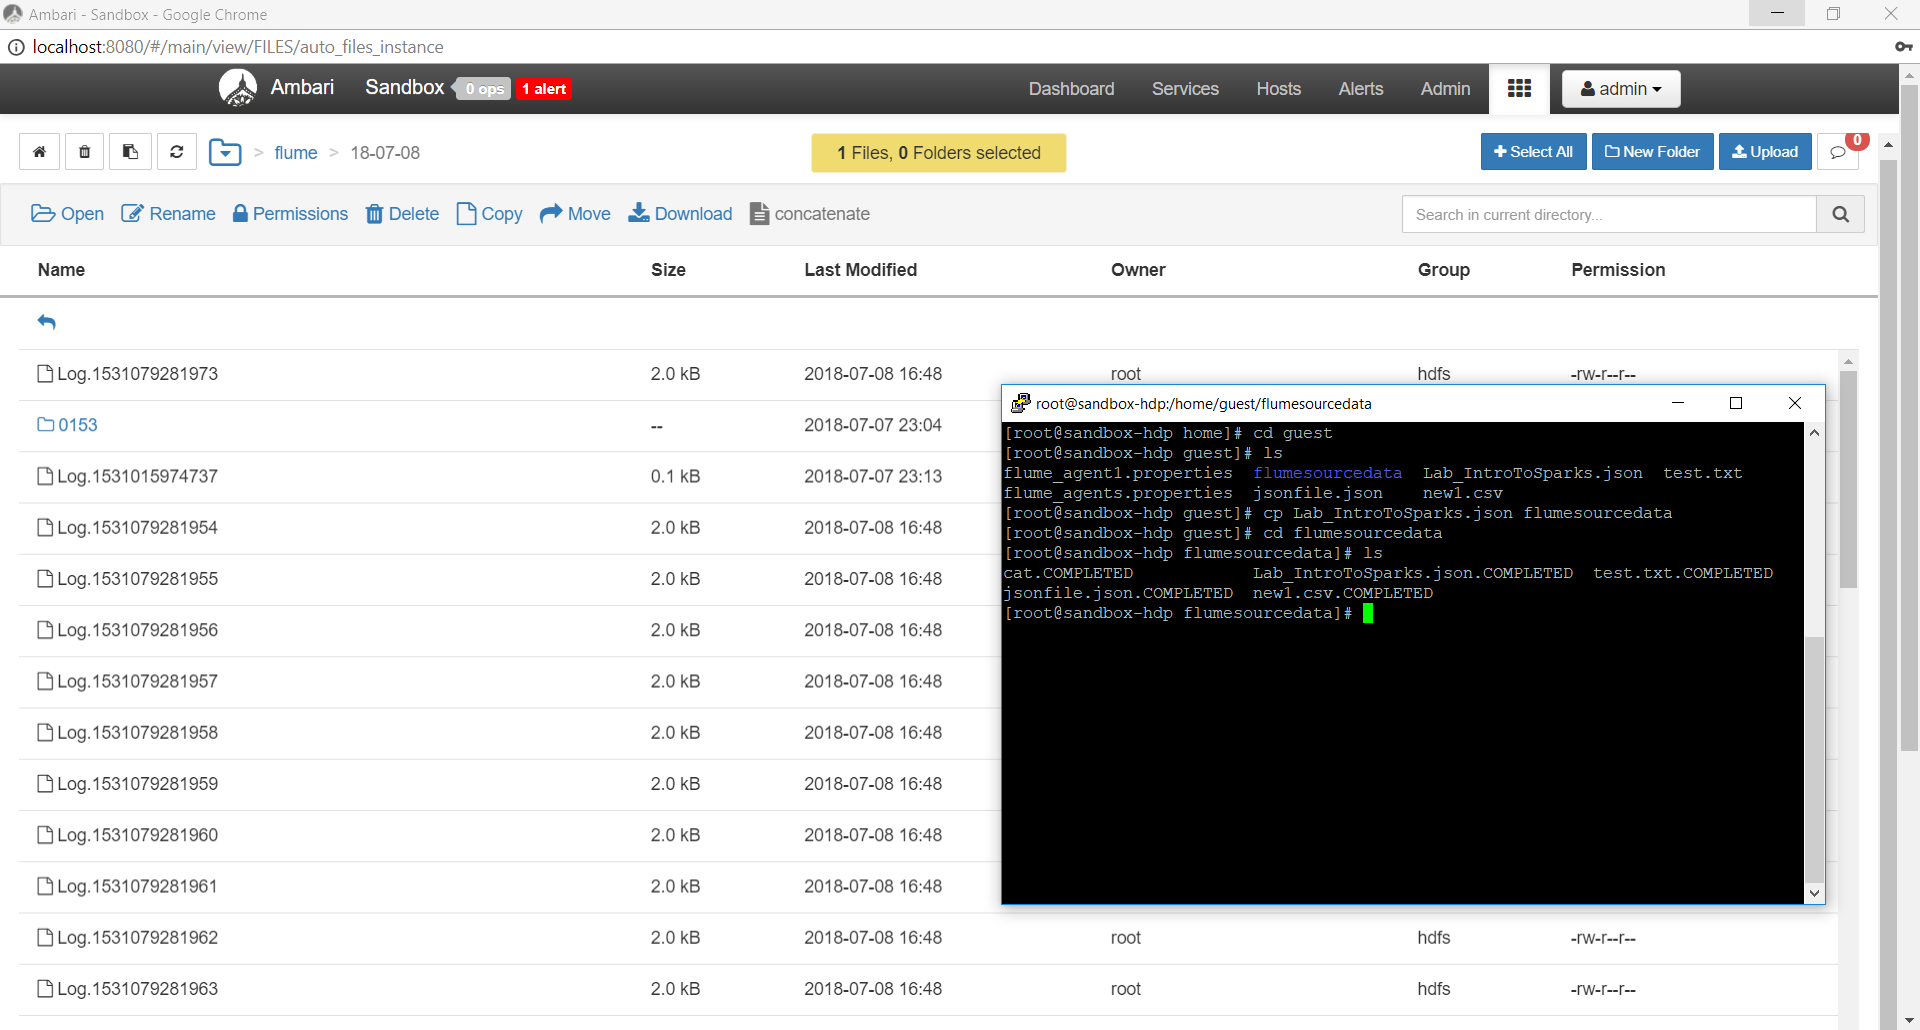 Ambari - Sandbox - Google Chrome
localhost:8080/#/main/view/FILES/auto_files_instance
Ambari Sandbox 0 ops 1 alert Dashboard Services Hosts Alerts Admin admin
> flume > 18-07-08 1 Files, 0 Folders selected Select All New Folder Upload 0
Open Rename Permissions Delete Copy Move Download concatenate Search in current directory...
Name Size Last Modified Owner Group Permission
Log.1531079281973 2.0 kB 2018-07-08 16:48 root hdfs -rw-r--r--
0153 -- 2018-07-07 23:04
Log.1531015974737 0.1 kB 2018-07-07 23:13
Log.1531079281954 2.0 kB 2018-07-08 16:48
Log.1531079281955 2.0 kB 2018-07-08 16:48
Log.1531079281956 2.0 kB 2018-07-08 16:48
Log.1531079281957 2.0 kB 2018-07-08 16:48
Log.1531079281958 2.0 kB 2018-07-08 16:48
Log.1531079281959 2.0 kB 2018-07-08 16:48
Log.1531079281960 2.0 kB 2018-07-08 16:48
Log.1531079281961 2.0 kB 2018-07-08 16:48
Log.1531079281962 2.0 kB 2018-07-08 16:48 root hdfs -rw-r--r--
Log.1531079281963 2.0 kB 2018-07-08 16:48 root hdfs -rw-r--r--
root@sandbox-hdp:/home/guest/flumesourcedata
[root@sandbox-hdp home]# cd guest
[root@sandbox-hdp guest]# ls
flume_agent1.properties flumesourcedata Lab_IntroToSparks.json test.txt
flume_agents.properties jsonfile.json new1.csv
[root@sandbox-hdp guest]# cp Lab_IntroToSparks.json flumesourcedata
[root@sandbox-hdp guest]# cd flumesourcedata
[root@sandbox-hdp flumesourcedata]# ls
cat.COMPLETED Lab_IntroToSparks.json.COMPLETED test.txt.COMPLETED
jsonfile.json.COMPLETED new1.csv.COMPLETED
[root@sandbox-hdp flumesourcedata]#